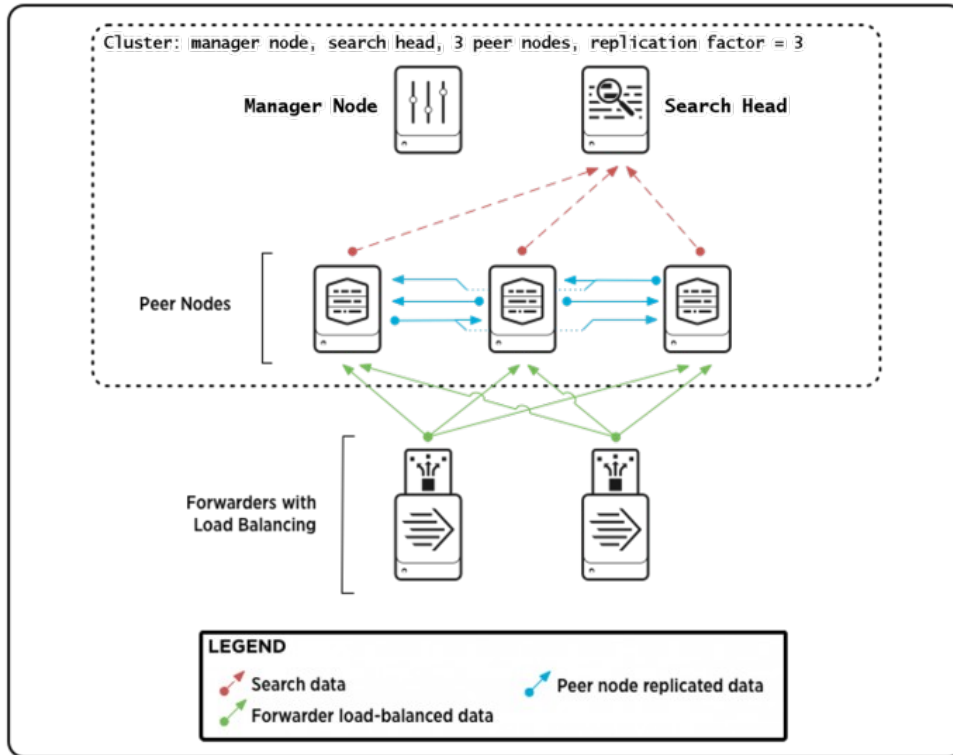 Cluster: manager node, search head, 3 peer nodes, replication factor = 3
Manager Node
Search Head
Peer Nodes
Forwarders with
Load Balancing
LEGEND
Search data
Peer node replicated data
Forwarder load-balanced data